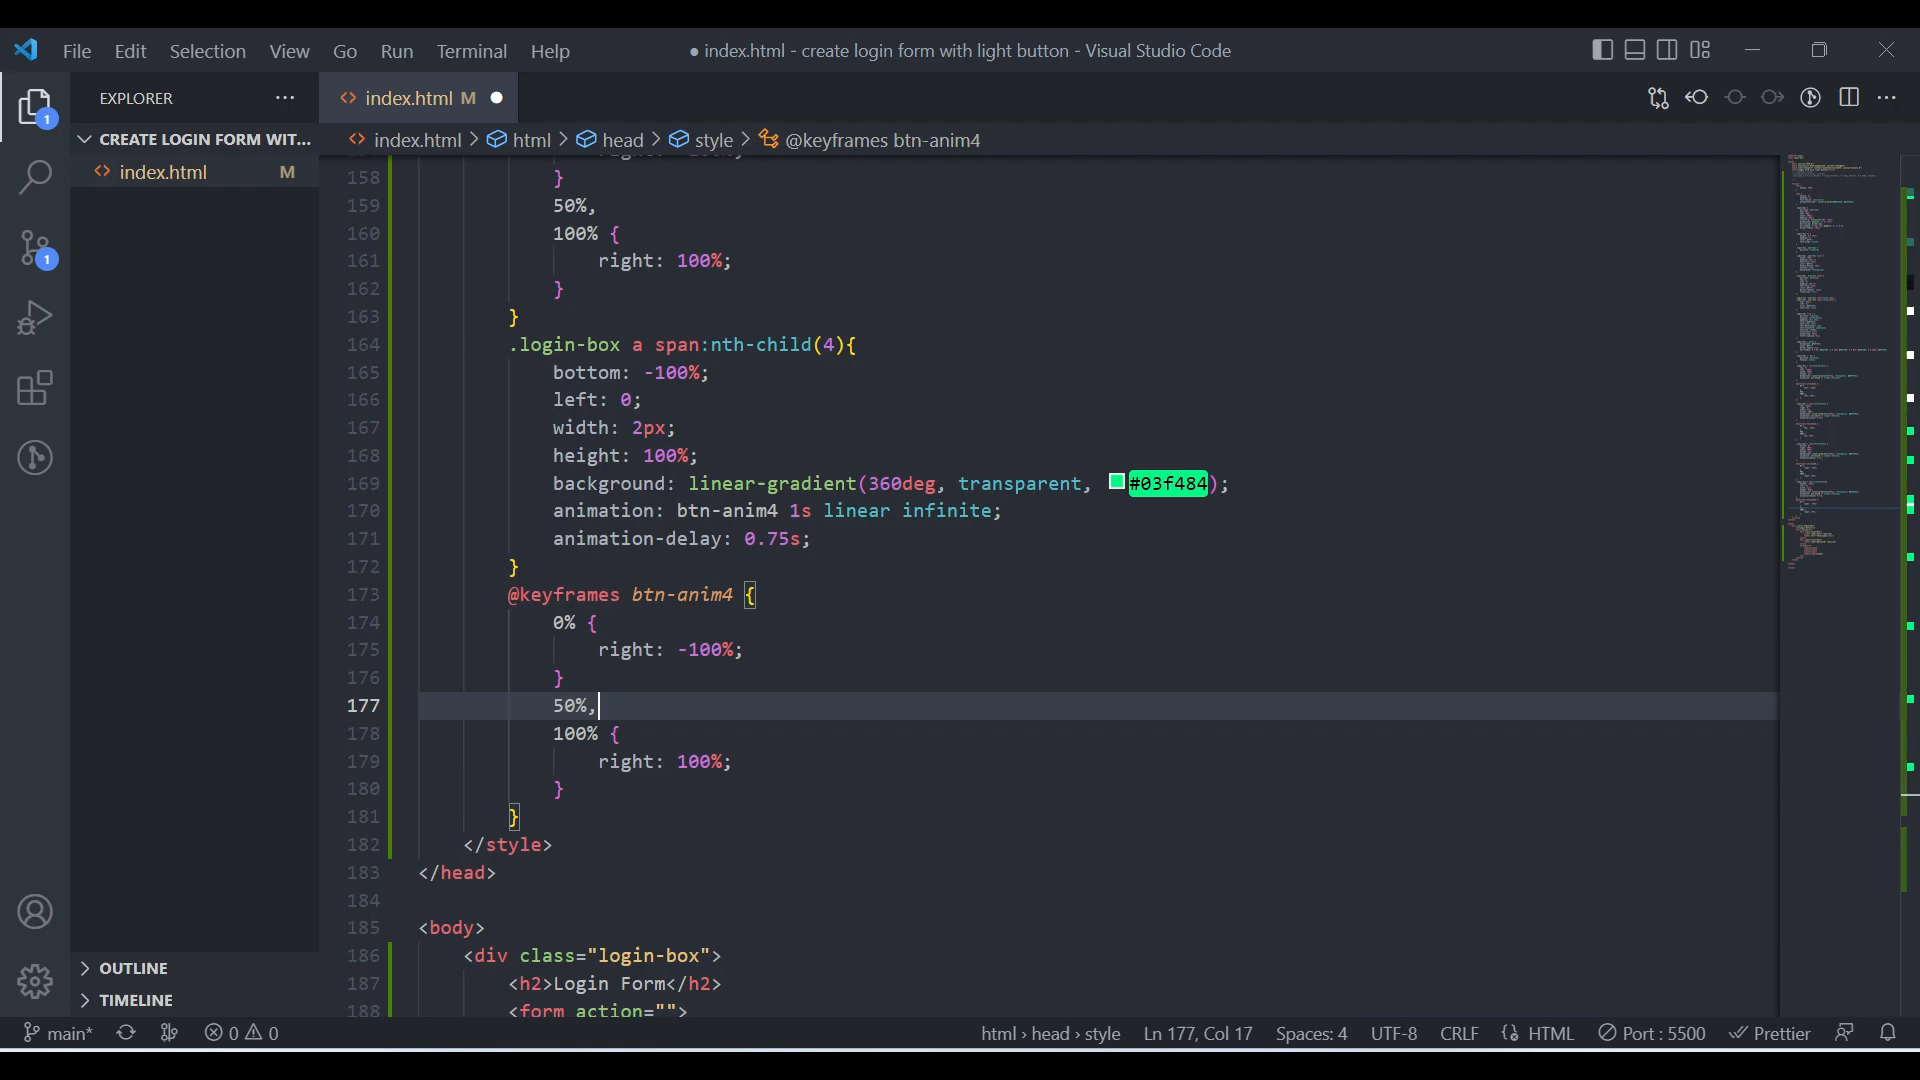 File Edit Selection View Go Run Terminal Help
● index.html - create login form with light button - Visual Studio Code
EXPLORER
index.html M
CREATE LOGIN FORM WIT...
index.html > html > head > style > @keyframes btn-anim4
index.html M
1
1
158 }
159 50%,
160 100% {
161 right: 100%;
162 }
163 }
164 .login-box a span:nth-child(4){
165 bottom: -100%;
166 left: 0;
167 width: 2px;
168 height: 100%;
169 background: linear-gradient(360deg, transparent, #03f484);
170 animation: btn-anim4 1s linear infinite;
171 animation-delay: 0.75s;
172 }
173 @keyframes btn-anim4 {
174 0% {
175 right: -100%;
176 }
177 50%,
178 100% {
179 right: 100%;
180 }
181 }
182 </style>
183 </head>
184
185 <body>
186 <div class="login-box">
187 <h2>Login Form</h2>
188 <form action="">
OUTLINE
TIMELINE
main* 0 0 html › head › style Ln 177, Col 17 Spaces: 4 UTF-8 CRLF HTML Port : 5500 Prettier